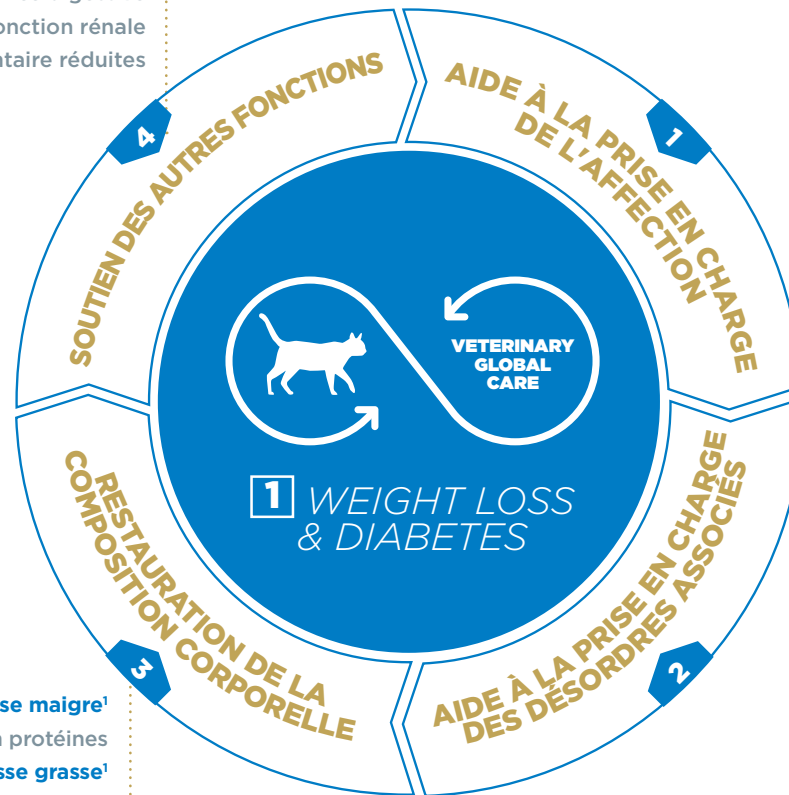 onction rénale
ntaire réduites
SOUTIEN DES AUTRES FONCTIONS
4
AIDE À LA PRISE EN CHARGE
DE L'AFFECTION
1
VETERINARY
GLOBAL
CARE
1 WEIGHT LOSS
& DIABETES
RESTAURATION DE LA
COMPOSITION CORPORELLE
3
AIDE À LA PRISE EN CHARGE
DES DÉSORDRES ASSOCIÉS
2
se maigre¹
protéines
sse grasse¹